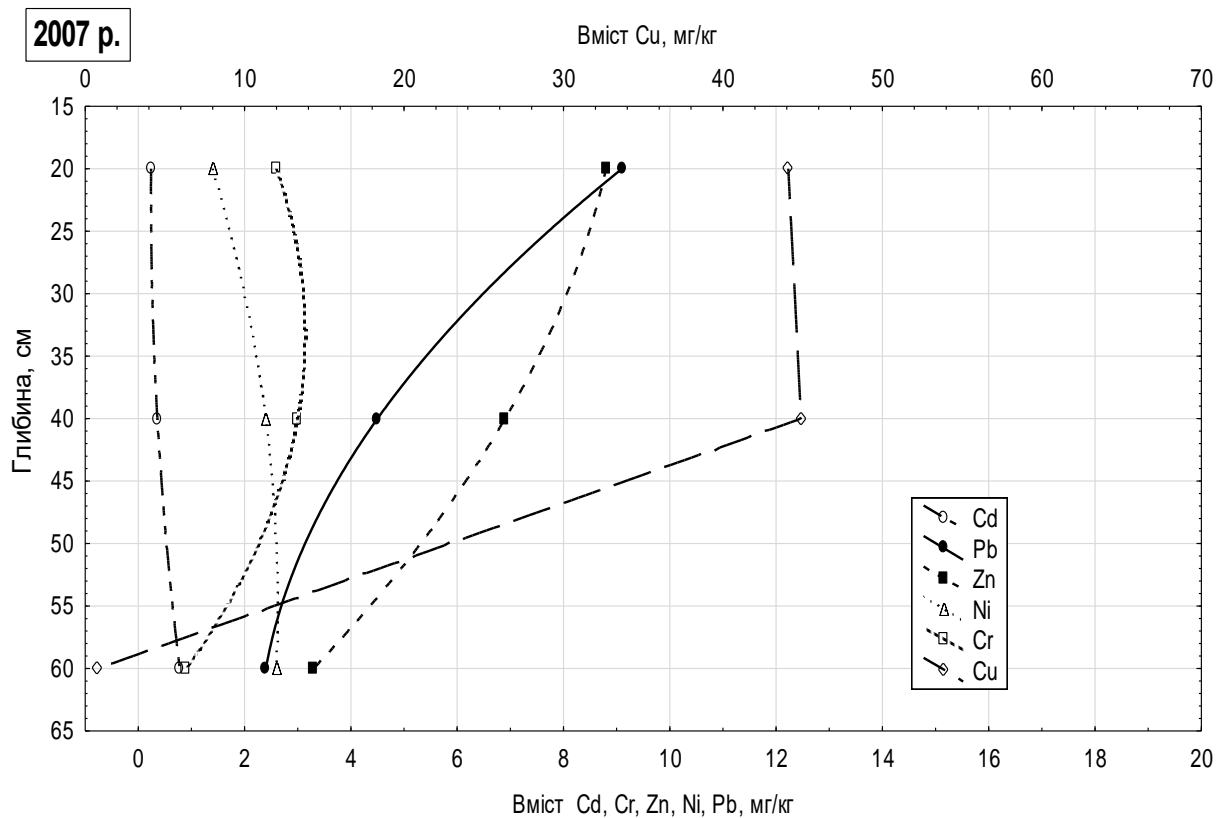 2007 р.
Вміст Cu, мг/кг
0 10 20 30 40 50 60 70
15
20
25
30
35
40
45
50
55
60
65
Глибина, см
Cd
Pb
Zn
Ni
Cr
Cu
0 2 4 6 8 10 12 14 16 18 20
Вміст Cd, Cr, Zn, Ni, Pb, мг/кг